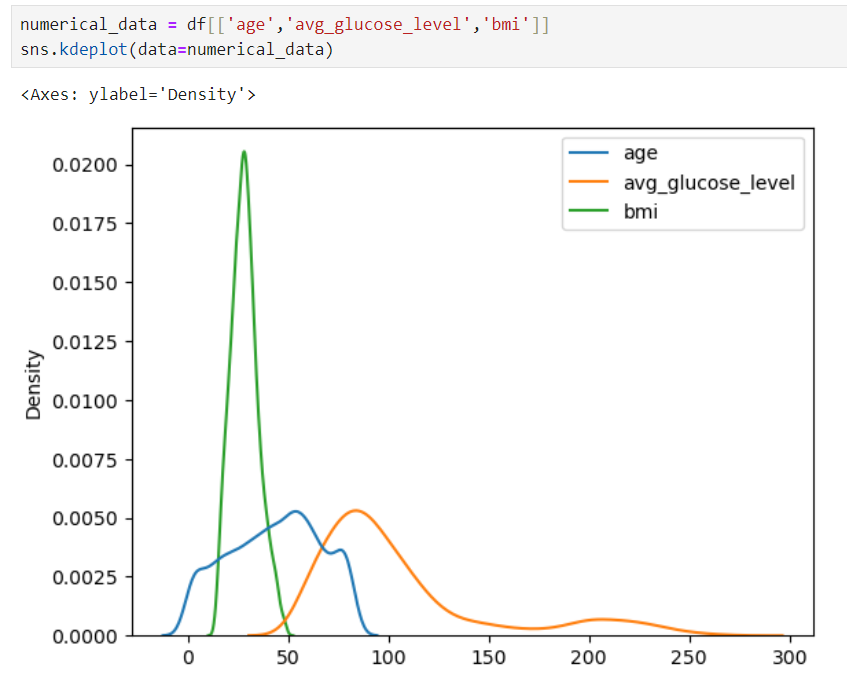 numerical_data = df[['age','avg_glucose_level','bmi']]
sns.kdeplot(data=numerical_data)
<Axes: ylabel='Density'>
age
avg_glucose_level
bmi
0.0200
0.0175
0.0150
0.0125
0.0100
0.0075
0.0050
0.0025
0.0000
Density
0 50 100 150 200 250 300